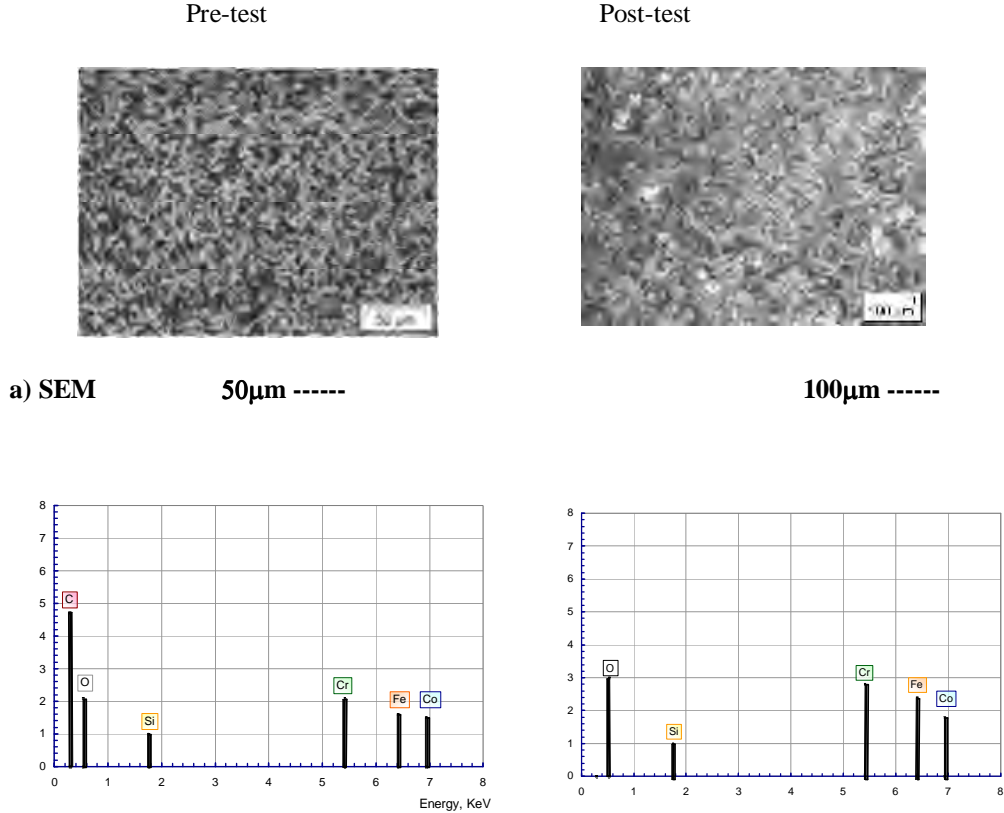 Pre-test Post-test
50 µm 100 µm
a) SEM 50µm ------ 100µm ------
8
7
6
5
4
3
2
1
0
C
O
Si
Cr
Fe
Co
0 1 2 3 4 5 6 7 8
Energy, KeV
8
7
6
5
4
3
2
1
0
O
Si
Cr
Fe
Co
0 1 2 3 4 5 6 7 8